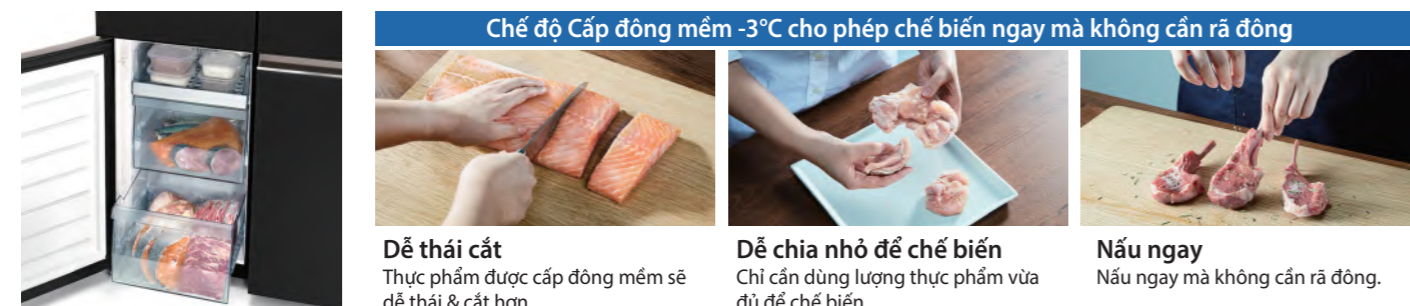 Chế độ Cấp đông mềm -3°C cho phép chế biến ngay mà không cần rã đông
Dễ thái cắt
Thực phẩm được cấp đông mềm sẽ
dễ thái & cắt hơn
Dễ chia nhỏ để chế biến
Chỉ cần dùng lượng thực phẩm vừa
đủ để chế biến
Nấu ngay
Nấu ngay mà không cần rã đông.